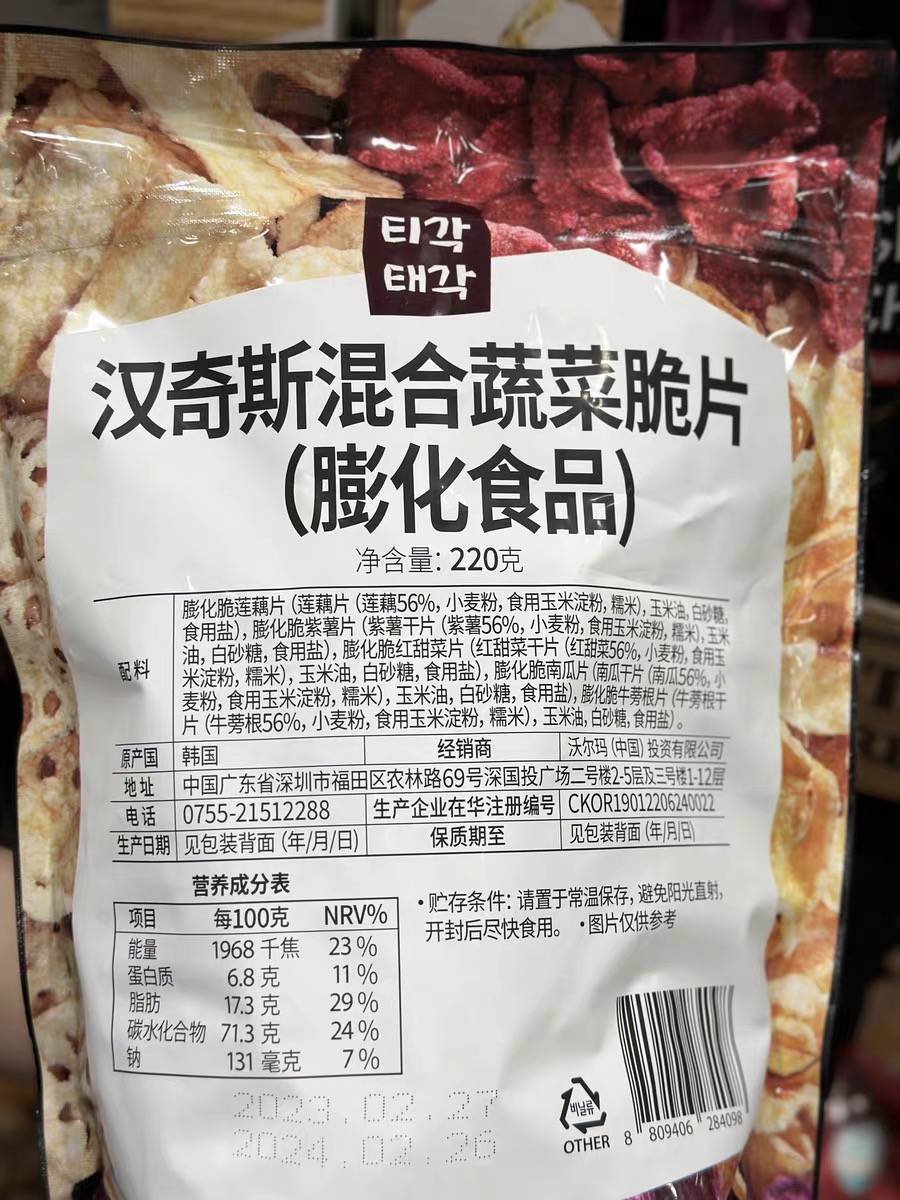 티각
태각
汉奇斯混合蔬菜脆片
(膨化食品)
净含量: 220克
配料
膨化脆莲藕片 (莲藕片 (莲藕56%, 小麦粉, 食用玉米淀粉, 糯米), 玉米油, 白砂糖,
食用盐), 膨化脆紫薯片 (紫薯干片 (紫薯56%, 小麦粉, 食用玉米淀粉, 糯米), 玉米
油, 白砂糖, 食用盐), 膨化脆红甜菜片 (红甜菜干片 (红甜菜56%, 小麦粉, 食用玉
米淀粉, 糯米), 玉米油, 白砂糖, 食用盐), 膨化脆南瓜片 (南瓜干片 (南瓜56%, 小
麦粉, 食用玉米淀粉, 糯米), 玉米油, 白砂糖, 食用盐), 膨化脆牛蒡根片 (牛蒡根干
片 (牛蒡根56%, 小麦粉, 食用玉米淀粉, 糯米), 玉米油, 白砂糖, 食用盐) 。
原产国 韩国 经销商 沃尔玛 (中国) 投资有限公司
地址 中国广东省深圳市福田区农林路69号深国投广场二号楼2-5层及三号楼1-12层
电话 0755-21512288 生产企业在华注册编号 CKOR19012206240022
生产日期 见包装背面 (年/月/日) 保质期至 见包装背面 (年/月/日)
营养成分表
项目 每100克 NRV%
能量 1968 千焦 23 %
蛋白质 6.8 克 11 %
脂肪 17.3 克 29 %
碳水化合物 71.3 克 24 %
钠 131 毫克 7 %
• 贮存条件: 请置于常温保存, 避免阳光直射,
开封后尽快食用。 • 图片仅供参考
2023.02.27
2024.02.26
비닐류
OTHER
8 809406 284098